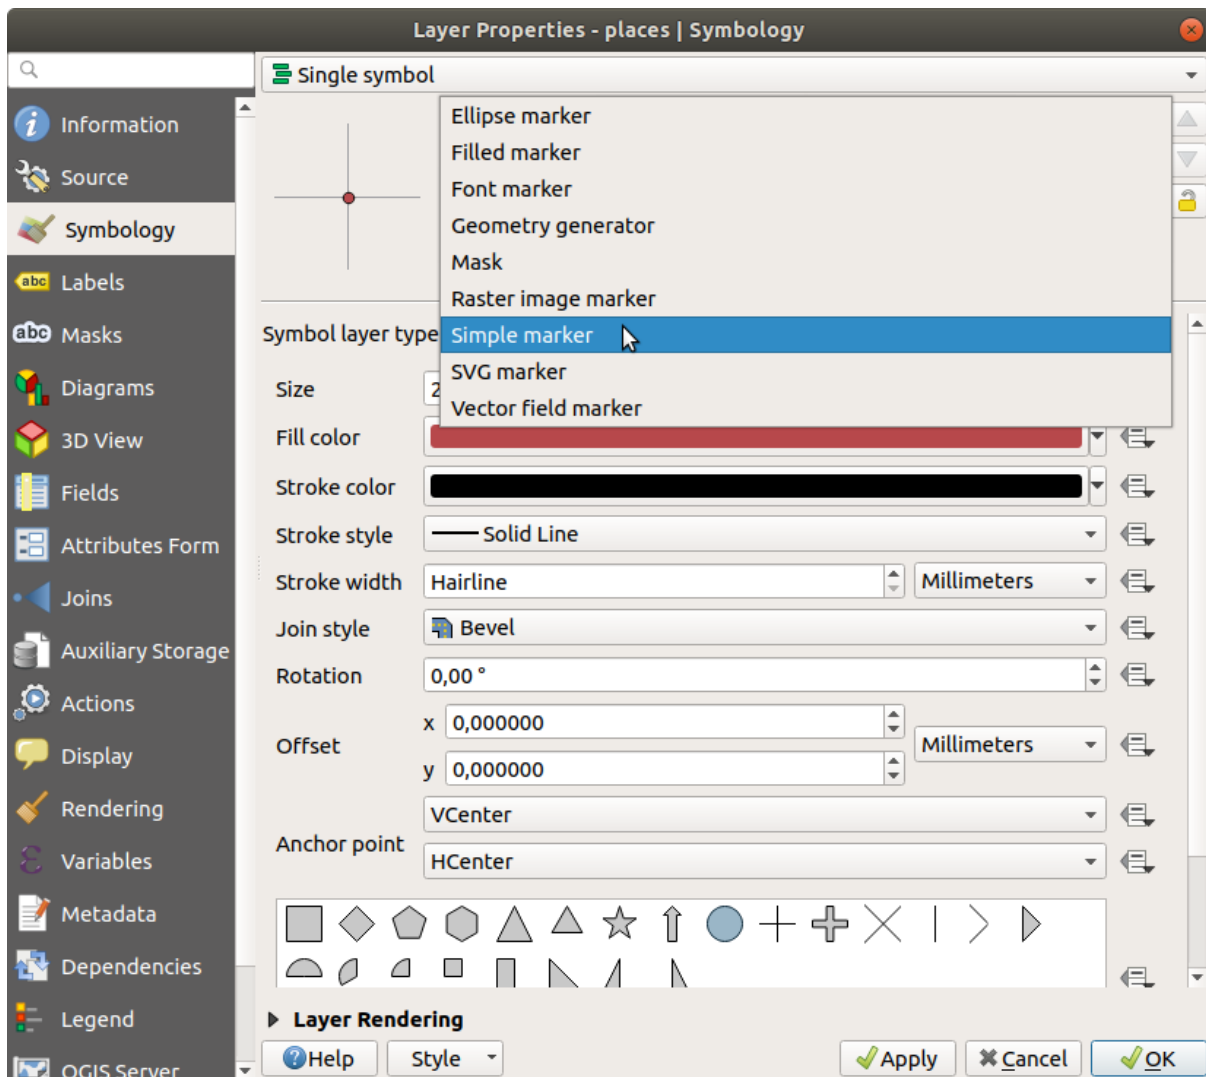 Layer Properties - places | Symbology
Single symbol
Information
Source
Symbology
abc Labels
abc Masks
Diagrams
3D View
Fields
Attributes Form
Joins
Auxiliary Storage
Actions
Display
Rendering
Variables
Metadata
Dependencies
Legend
QGIS Server
Ellipse marker
Filled marker
Font marker
Geometry generator
Mask
Raster image marker
Simple marker
SVG marker
Vector field marker
Symbol layer type
Size 2
Fill color
Stroke color
Stroke style Solid Line
Stroke width Hairline Millimeters
Join style Bevel
Rotation 0,00 °
Offset x 0,000000 Millimeters
y 0,000000
Anchor point VCenter
HCenter
Layer Rendering
Help Style Apply Cancel OK